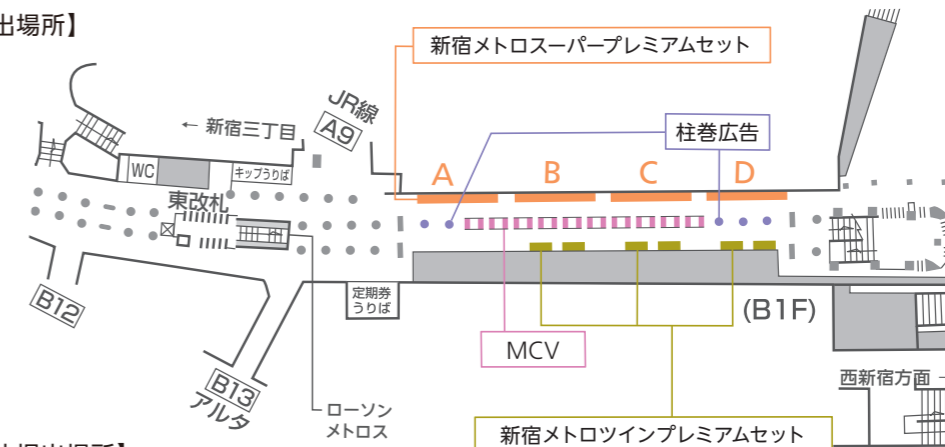 出場所】
新宿メトロスーパープレミアムセット
JR線
A9
← 新宿三丁目
柱巻広告
WC
キップうりば
A
B
C
D
東改札
定期券
うりば
B12
(B1F)
MCV
B13
アルタ
西新宿方面
ローソン
メトロス
新宿メトロツインプレミアムセット